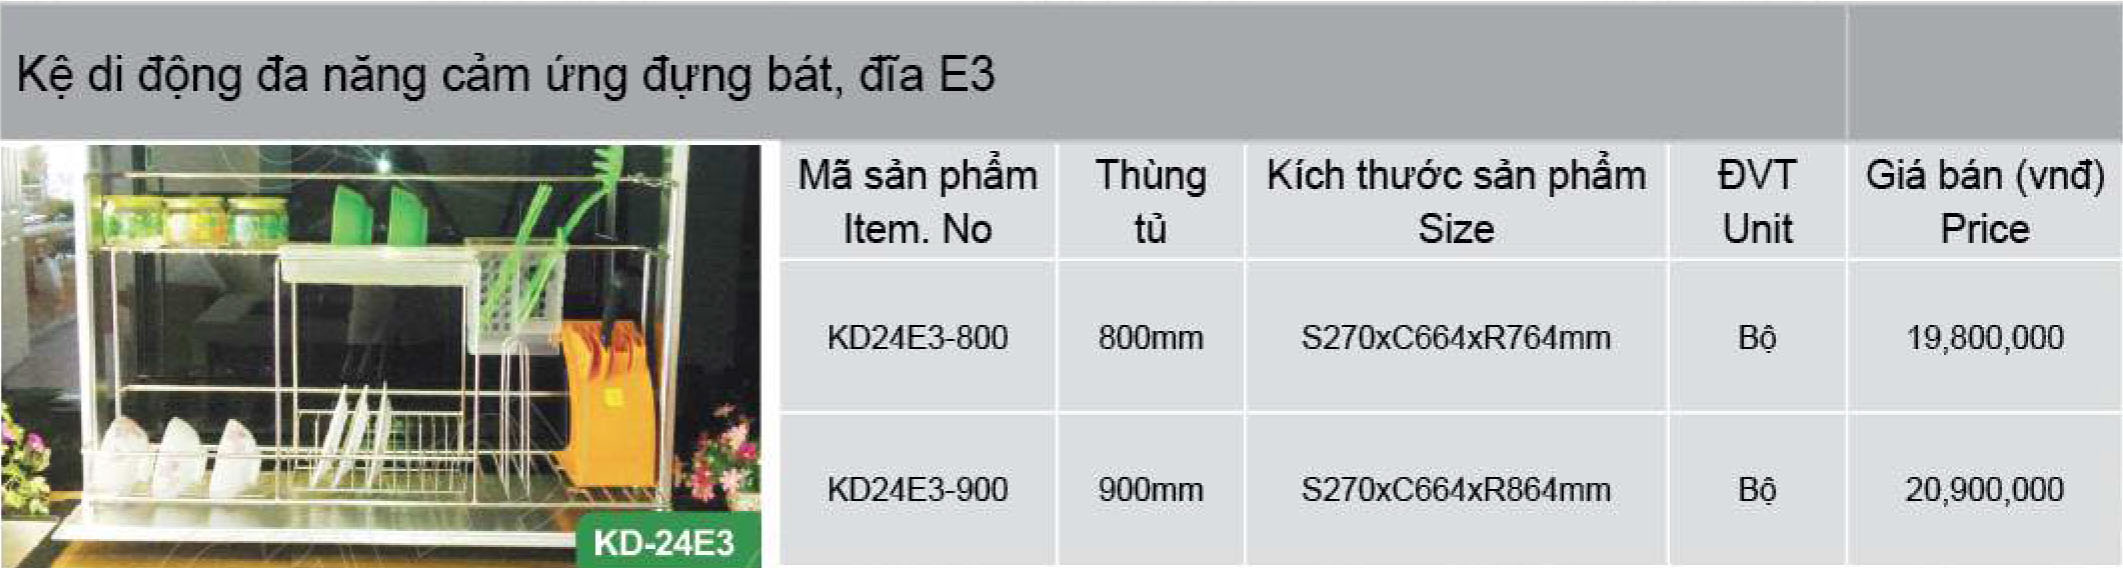 Kệ di động đa năng cảm ứng đựng bát, đĩa E3
Mã sản phẩm Thùng Kích thước sản phẩm ĐVT Giá bán (vnđ)
Item. No tủ Size Unit Price
KD24E3-800 800mm S270xC664xR764mm Bộ 19,800,000
KD24E3-900 900mm S270xC664xR864mm Bộ 20,900,000
KD-24E3